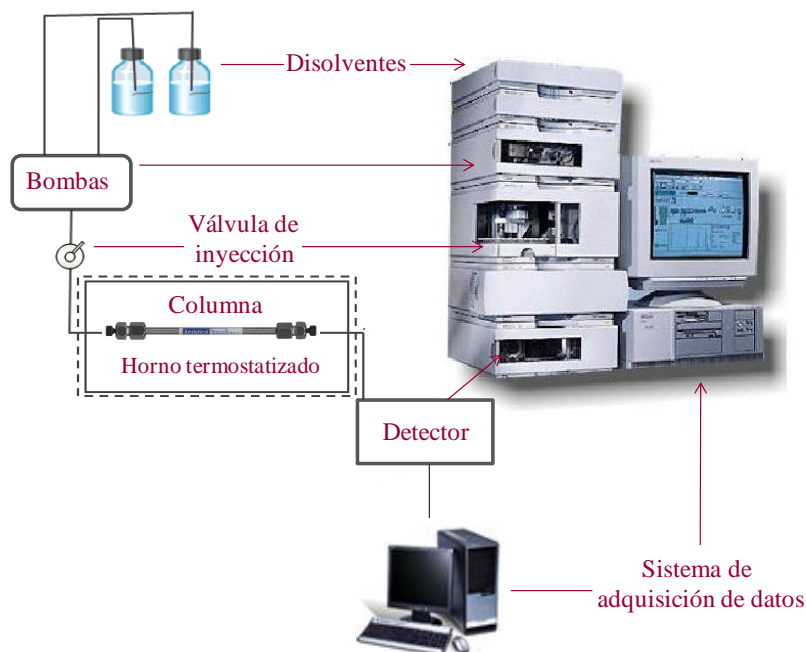 Disolventes
Bombas
Válvula de
inyección
Columna
Horno termostatizado
Detector
Sistema de
adquisición de datos